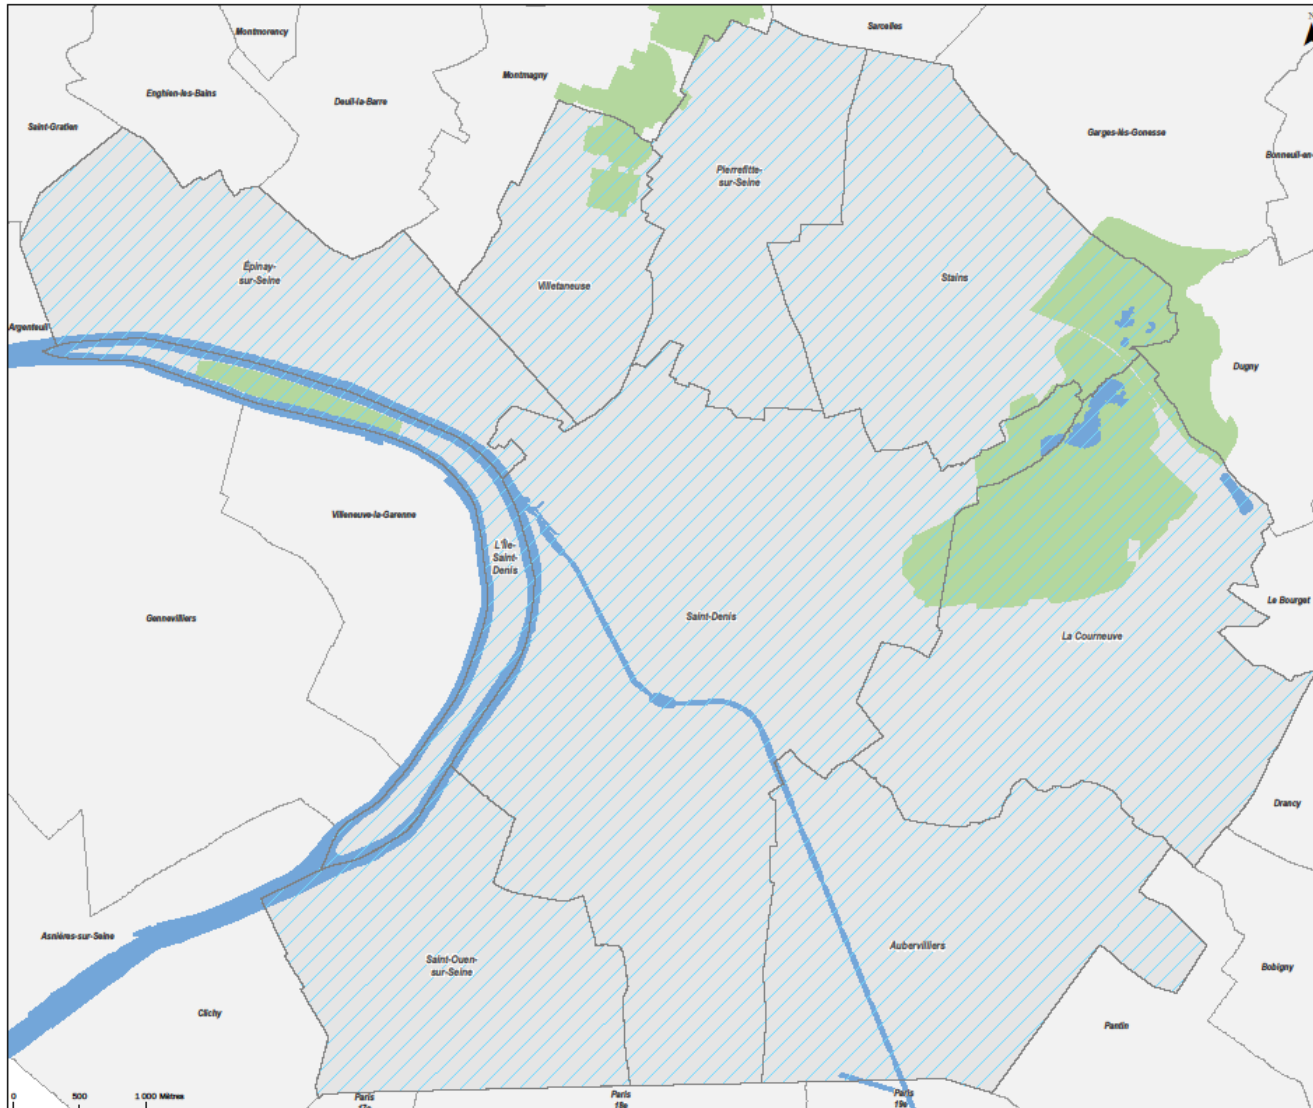 Montmorency
Sarcelles
Enghien-les-Bains
Deuil-la-Barre
Montmagny
Saint-Gratien
Garges-lès-Gonesse
Bonneuil-en-
Pierrefitte-
sur-Seine
Épinay-
sur-Seine
Villetaneuse
Stains
Argenteuil
Dugny
Villeneuve-la-Garenne
L'Île-
Saint-
Denis
Gennevilliers
Saint-Denis
Le Bourget
La Courneuve
Drancy
Asnières-sur-Seine
Saint-Ouen-
sur-Seine
Aubervilliers
Bobigny
Clichy
Pantin
0 500 1 000 Mètres
Paris
17e
Paris
18e
Paris
19e